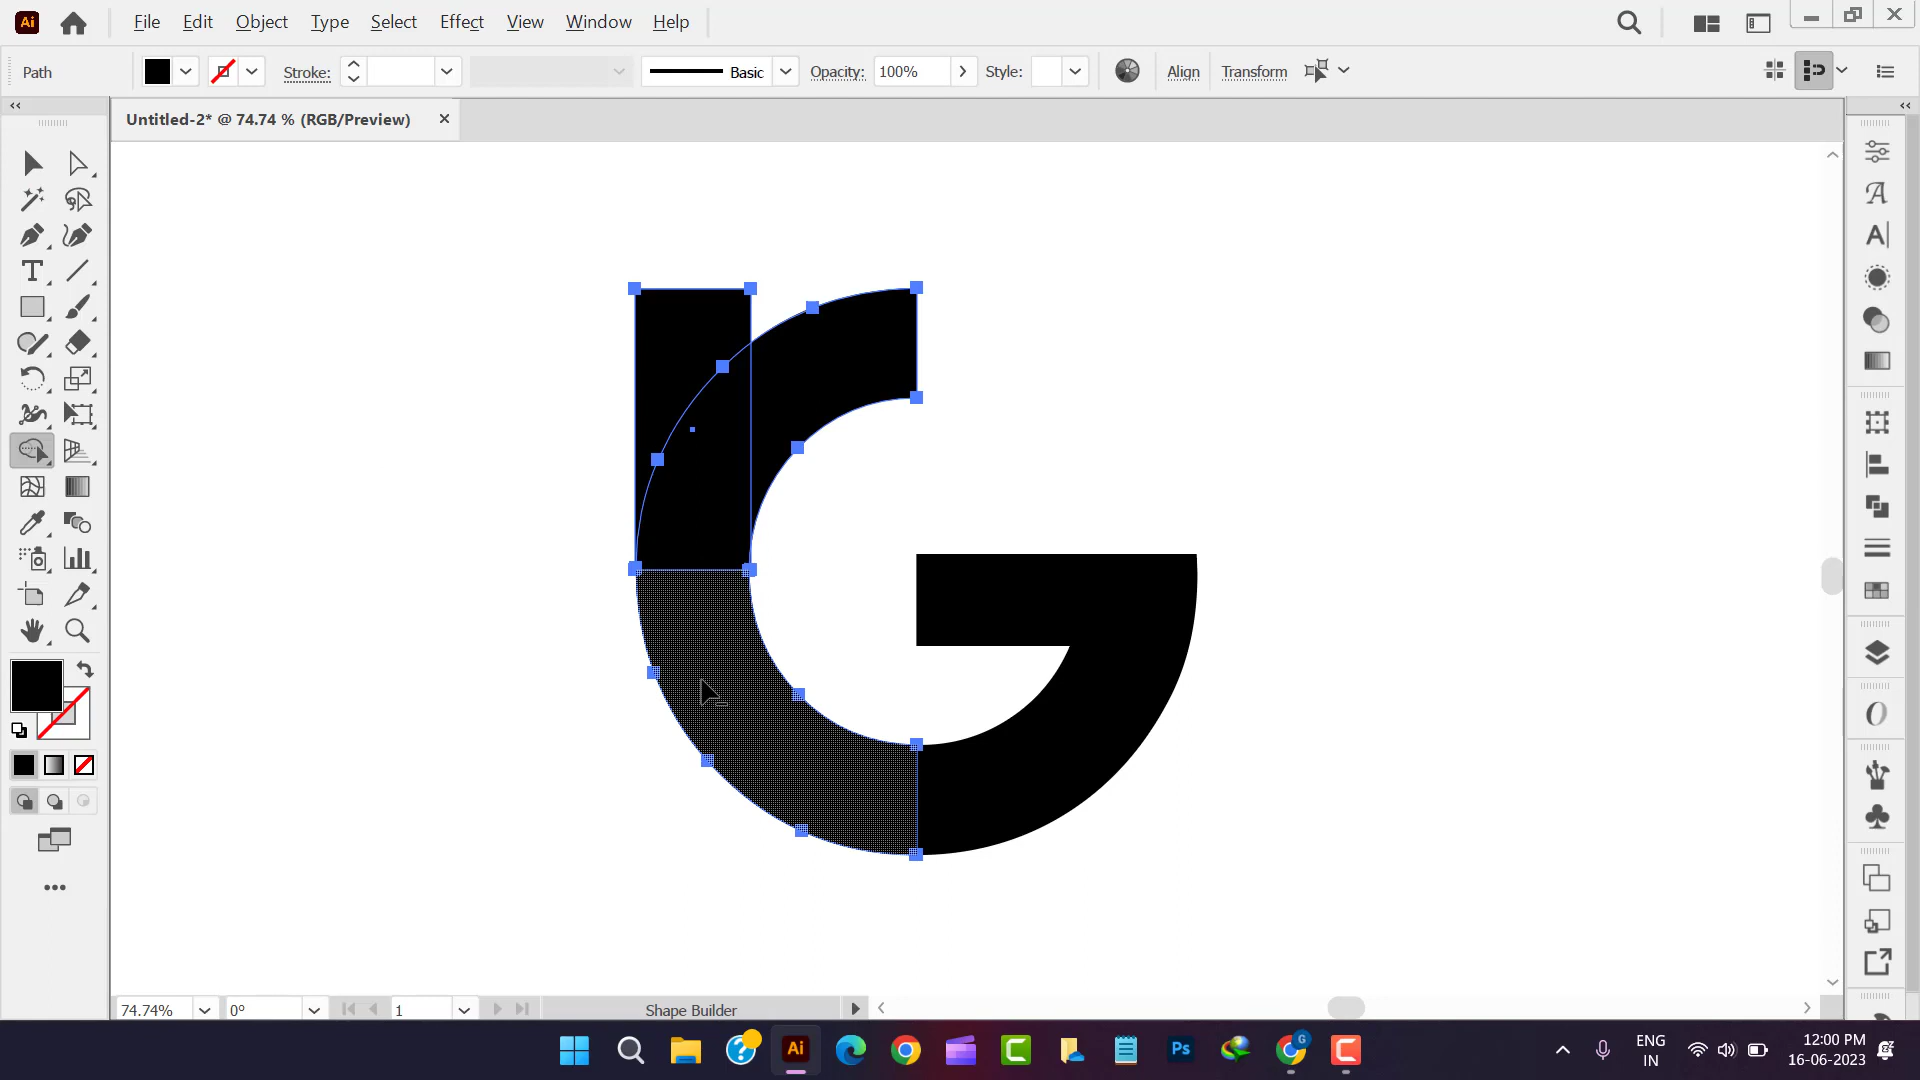 Ai File Edit Object Type Select Effect View Window Help
Path Stroke: Basic Opacity: 100% Style: Align Transform
Untitled-2* @ 74.74 % (RGB/Preview)
G
74.74% 0° 1 Shape Builder
Ai Ps G ENG IN 12:00 PM 16-06-2023